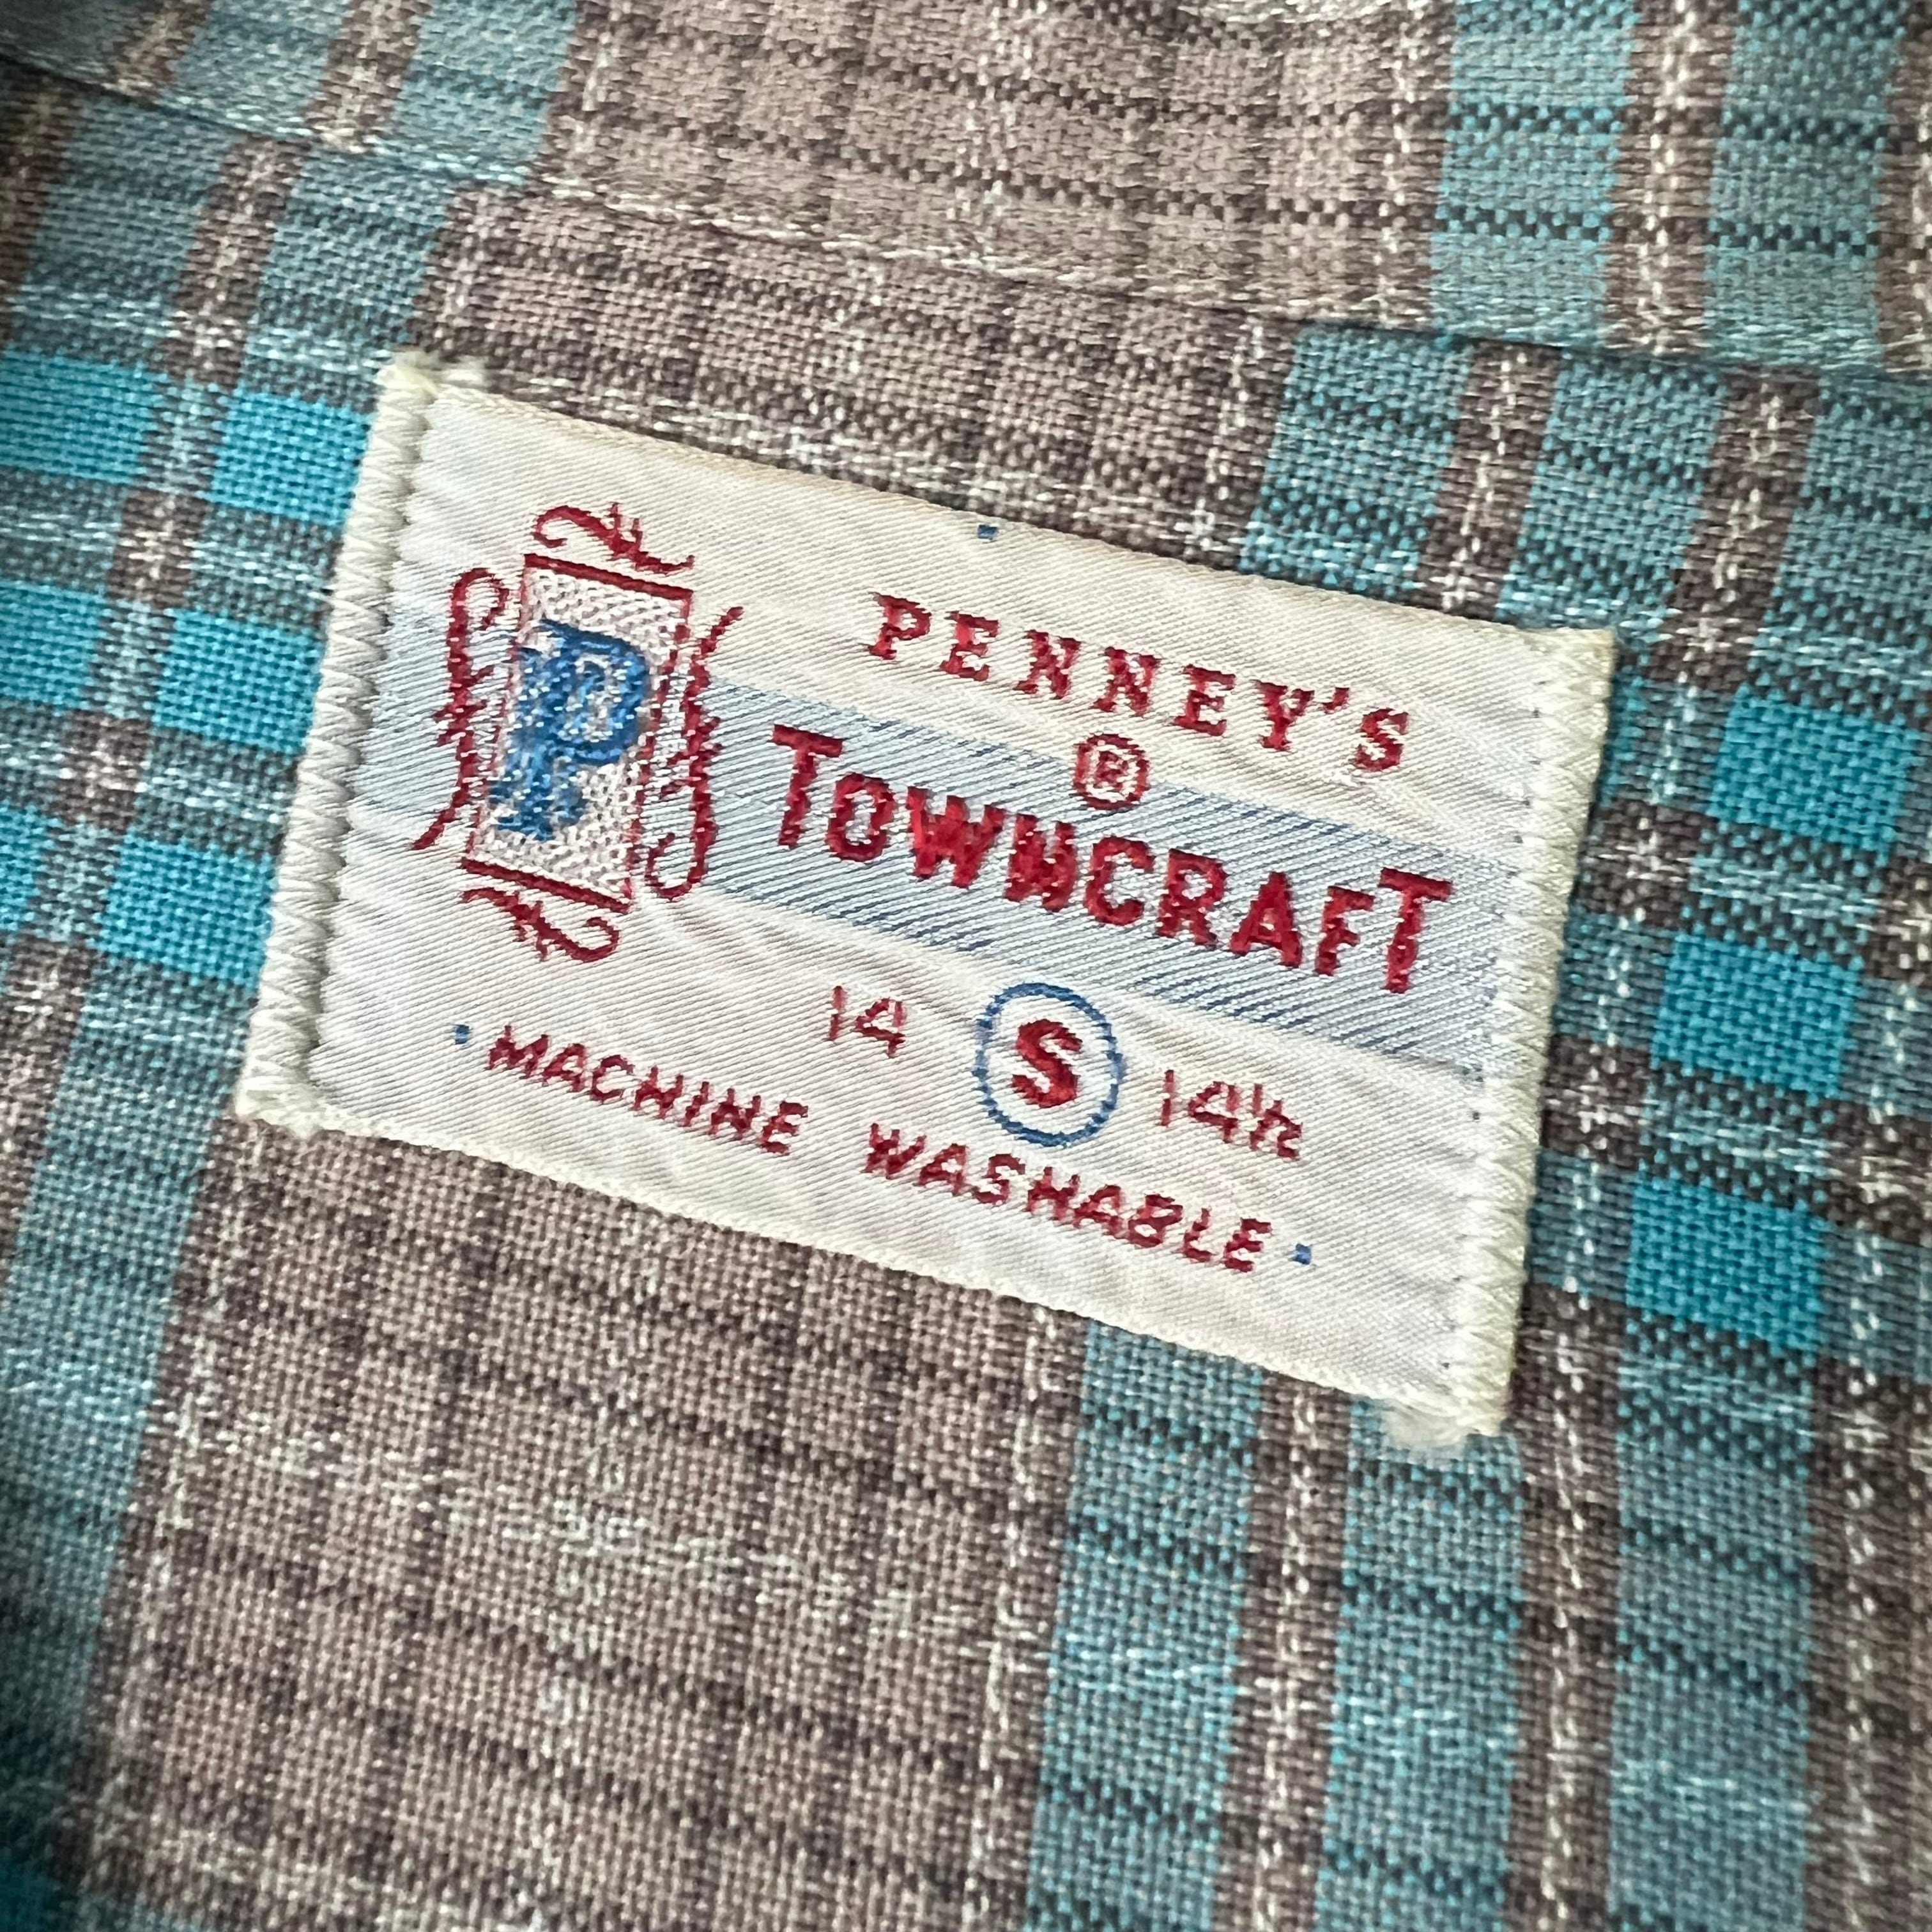 P
PENNEY'S
®
TOWNCRAFT
14 S 14½
· MACHINE WASHABLE ·